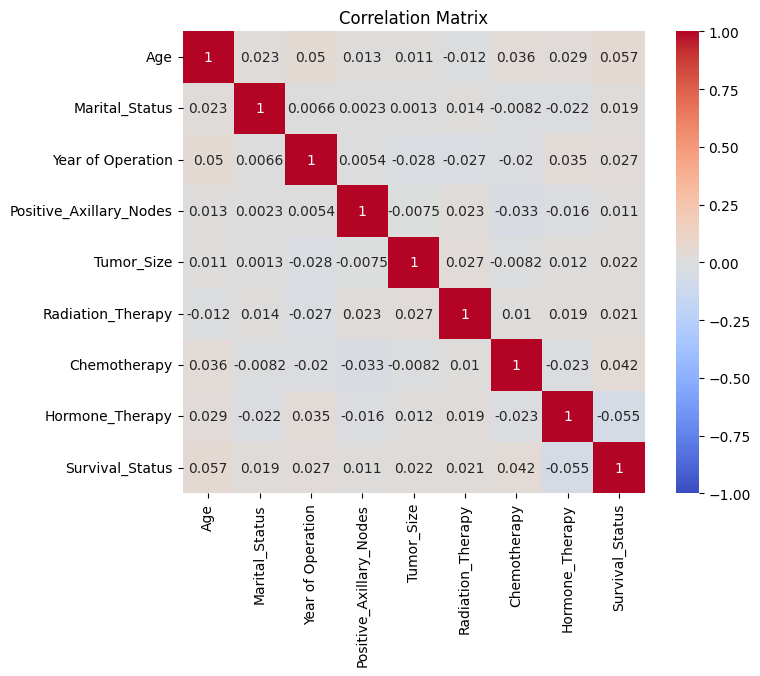 Correlation Matrix
Age 1 0.023 0.05 0.013 0.011 -0.012 0.036 0.029 0.057
Marital_Status 0.023 1 0.0066 0.0023 0.0013 0.014 -0.0082 -0.022 0.019
Year of Operation 0.05 0.0066 1 0.0054 -0.028 -0.027 -0.02 0.035 0.027
Positive_Axillary_Nodes 0.013 0.0023 0.0054 1 -0.0075 0.023 -0.033 -0.016 0.011
Tumor_Size 0.011 0.0013 -0.028 -0.0075 1 0.027 -0.0082 0.012 0.022
Radiation_Therapy -0.012 0.014 -0.027 0.023 0.027 1 0.01 0.019 0.021
Chemotherapy 0.036 -0.0082 -0.02 -0.033 -0.0082 0.01 1 -0.023 0.042
Hormone_Therapy 0.029 -0.022 0.035 -0.016 0.012 0.019 -0.023 1 -0.055
Survival_Status 0.057 0.019 0.027 0.011 0.022 0.021 0.042 -0.055 1
Age
Marital_Status
Year of Operation
Positive_Axillary_Nodes
Tumor_Size
Radiation_Therapy
Chemotherapy
Hormone_Therapy
Survival_Status
1.00
0.75
0.50
0.25
0.00
−0.25
−0.50
−0.75
−1.00